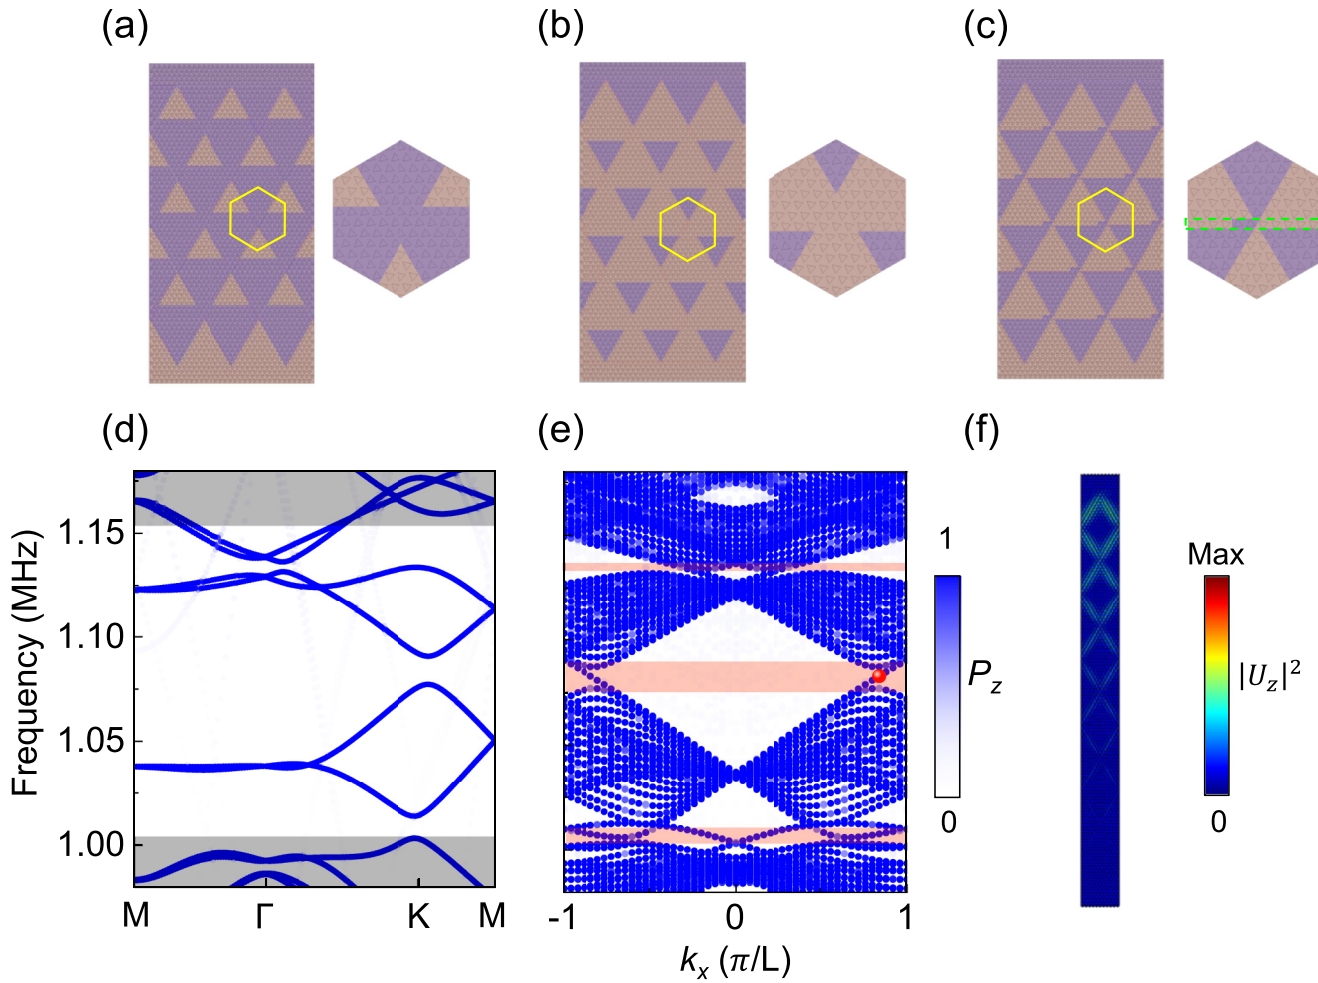 (a)
(b)
(c)
(d)
(e)
(f)
Frequency (MHz)
1.15
1.10
1.05
1.00
M
Γ
K
M
-1
0
1
kₓ (π/L)
1
P_z
0
Max
|U_z|²
0